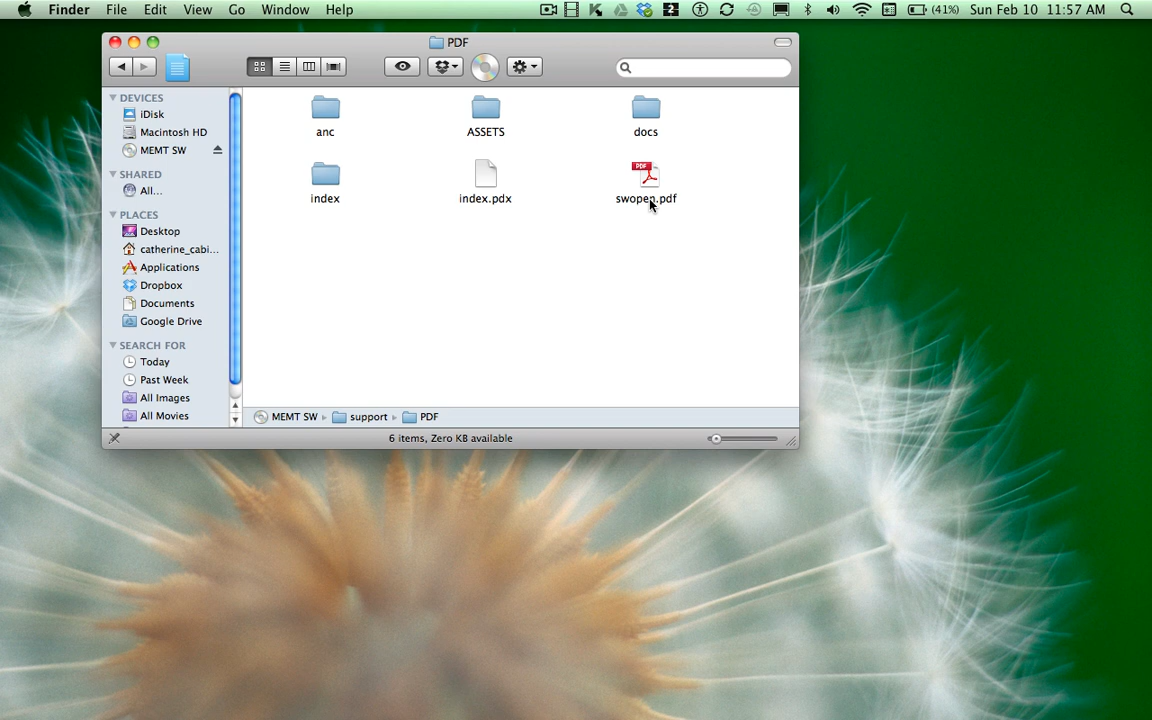 Finder File Edit View Go Window Help (41%) Sun Feb 10 11:57 AM
PDF
DEVICES
iDisk
Macintosh HD
MEMT SW
SHARED
All...
PLACES
Desktop
catherine_cabi...
Applications
Dropbox
Documents
Google Drive
SEARCH FOR
Today
Past Week
All Images
All Movies
anc ASSETS docs
PDF
index index.pdx swopen.pdf
MEMT SW support PDF
6 items, Zero KB available